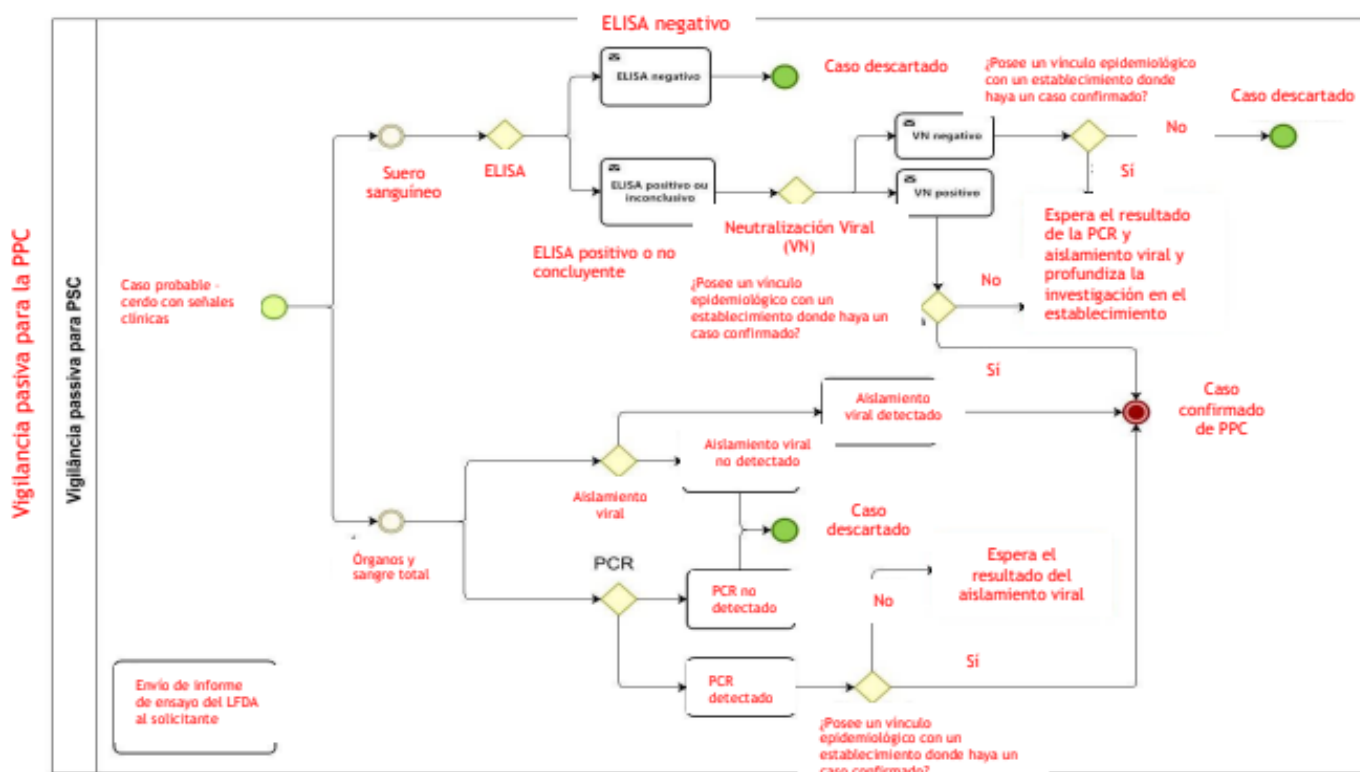 Vigilancia pasiva para la PPC
Vigilância passiva para PSC
ELISA negativo
ELISA negativo
Caso descartado
¿Posee un vínculo epidemiológico
con un establecimiento donde
haya un caso confirmado?
Caso descartado
VN negativo
No
Suero
sanguíneo
ELISA
Sí
ELISA positivo ou
inconclusivo
VN positivo
Neutralización Viral
(VN)
Espera el resultado
de la PCR y
aislamiento viral y
profundiza la
investigación en el
establecimiento
ELISA positivo o no
concluyente
Caso probable -
cerdo con señales
clínicas
¿Posee un vínculo
epidemiológico con un
establecimiento donde haya un
caso confirmado?
No
Sí
Aislamiento
viral detectado
Caso
confirmado
de PPC
Aislamiento viral
no detectado
Aislamiento
viral
Caso
descartado
Órganos y
sangre total
PCR
Espera el
resultado del
aislamiento viral
PCR no
detectado
No
Sí
PCR
detectado
Envío de informe
de ensayo del LFDA
al solicitante
¿Posee un vínculo
epidemiológico con un
establecimiento donde haya un
caso confirmado?